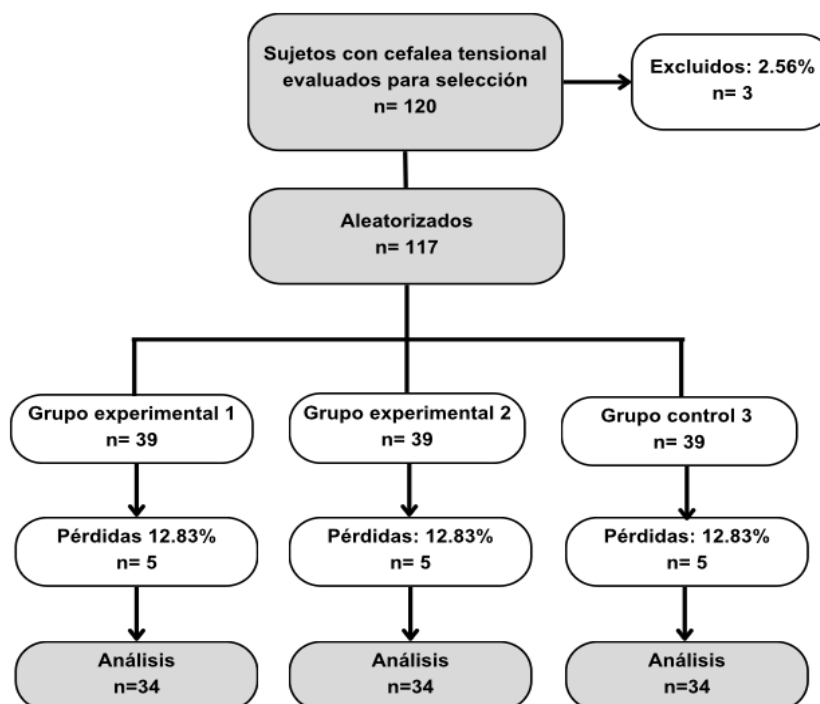 Sujetos con cefalea tensional
evaluados para selección
n= 120
Excluidos: 2.56%
n= 3
Aleatorizados
n= 117
Grupo experimental 1
n= 39
Grupo experimental 2
n= 39
Grupo control 3
n= 39
Pérdidas 12.83%
n= 5
Pérdidas: 12.83%
n= 5
Pérdidas: 12.83%
n= 5
Análisis
n=34
Análisis
n=34
Análisis
n=34